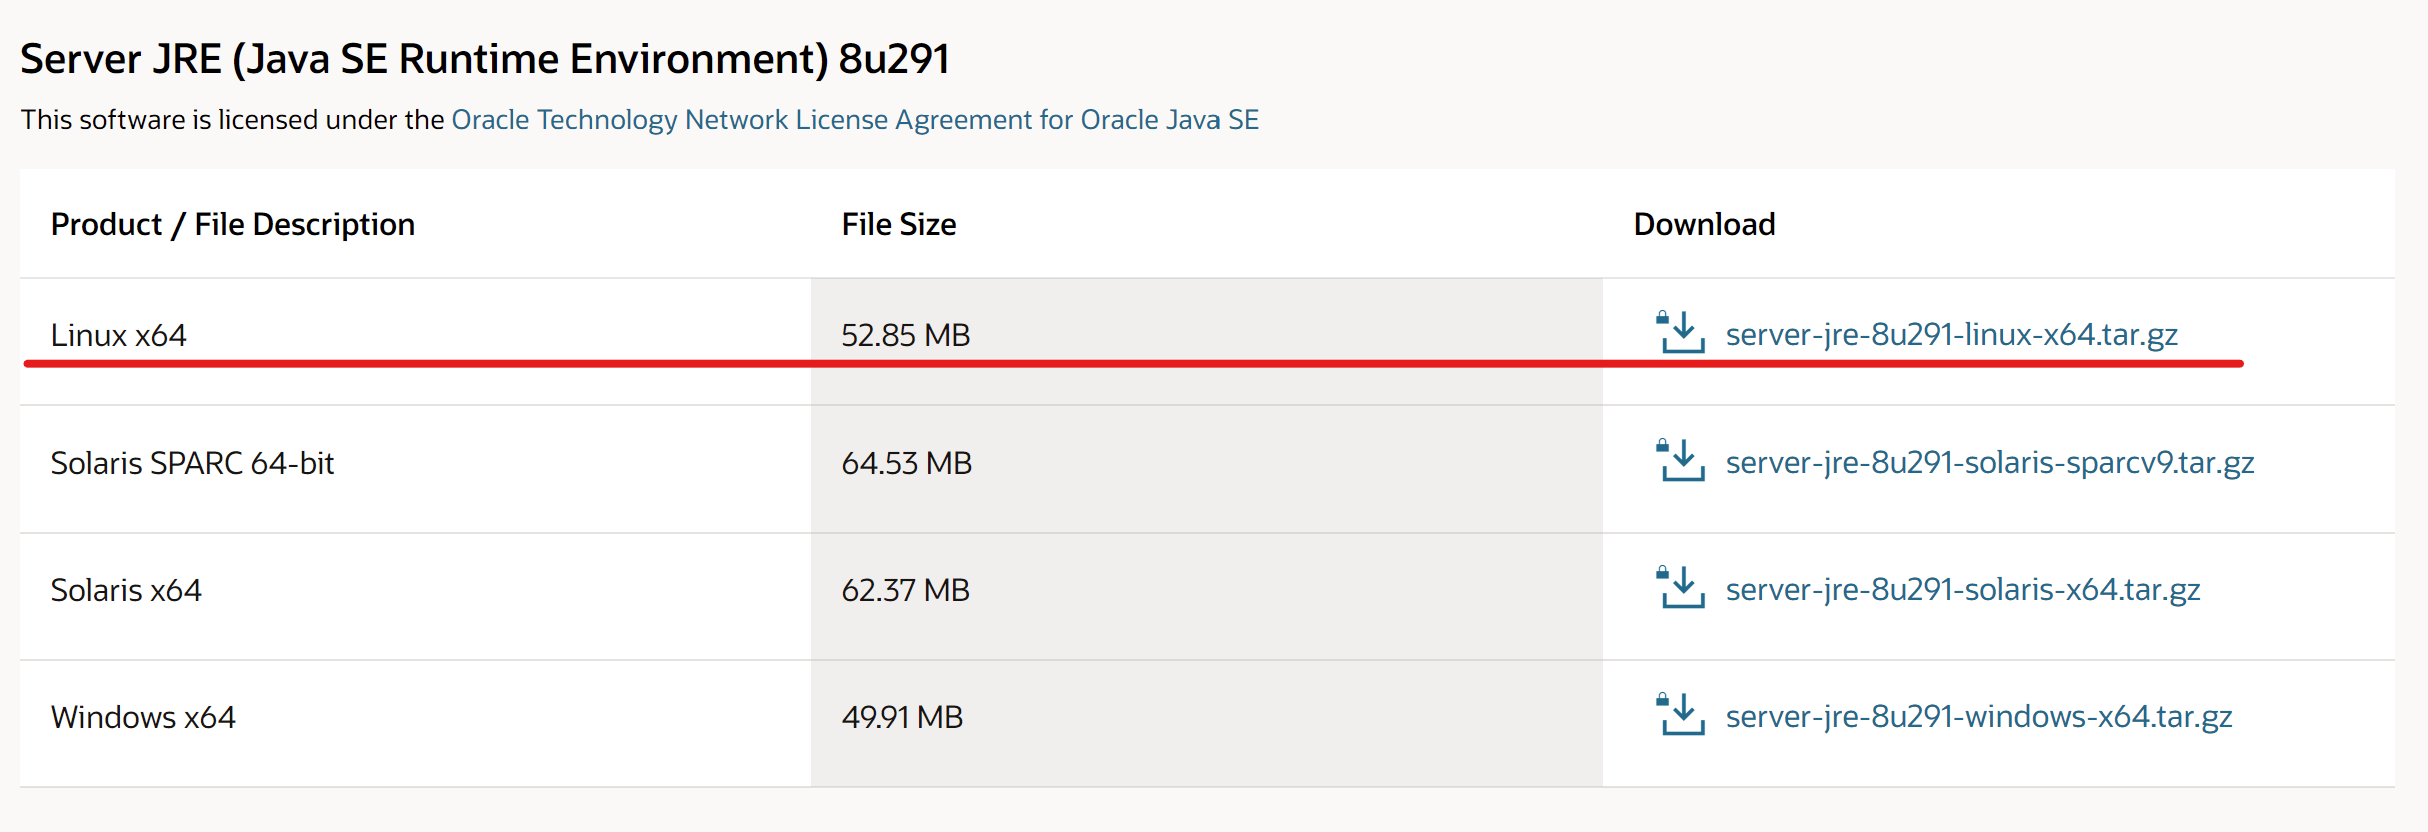 Server JRE (Java SE Runtime Environment) 8u291
This software is licensed under the Oracle Technology Network License Agreement for Oracle Java SE
Product / File Description File Size Download
Linux x64 52.85 MB server-jre-8u291-linux-x64.tar.gz
Solaris SPARC 64-bit 64.53 MB server-jre-8u291-solaris-sparcv9.tar.gz
Solaris x64 62.37 MB server-jre-8u291-solaris-x64.tar.gz
Windows x64 49.91 MB server-jre-8u291-windows-x64.tar.gz